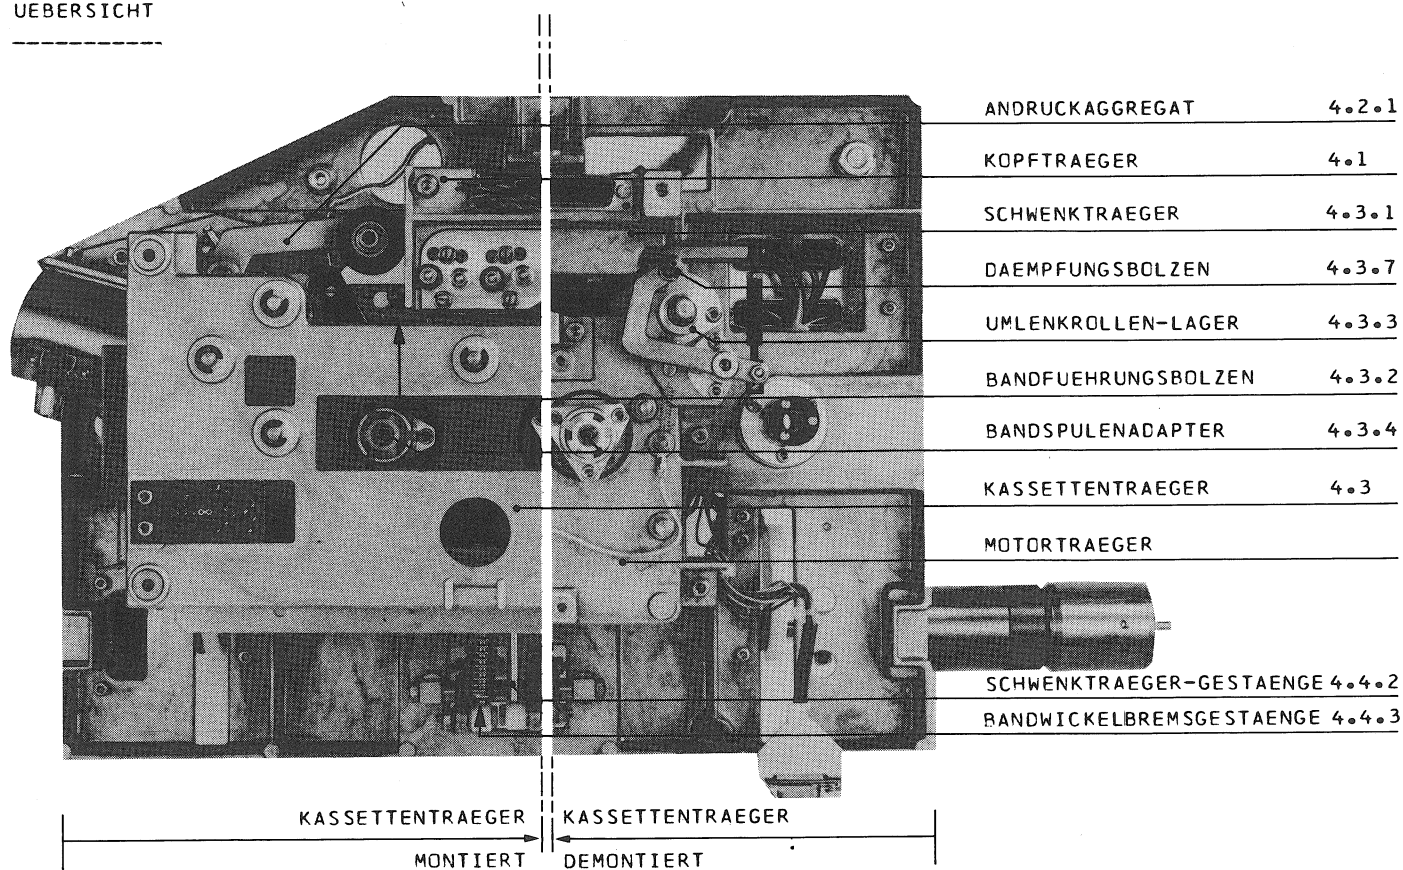 UEBERSICHT
ANDRUCKAGGREGAT 4.2.1
KOPFTRAEGER 4.1
SCHWENKTRAEGER 4.3.1
DAEMPFUNGSBOLZEN 4.3.7
UMLENKROLLEN-LAGER 4.3.3
BANDFUEHRUNGSBOLZEN 4.3.2
BANDSPULENADAPTER 4.3.4
KASSETTENTRAEGER 4.3
MOTORTRAEGER
SCHWENKTRAEGER-GESTAENGE 4.4.2
BANDWICKELBREMSGESTAENGE 4.4.3
KASSETTENTRAEGER KASSETTENTRAEGER
MONTIERT DEMONTIERT